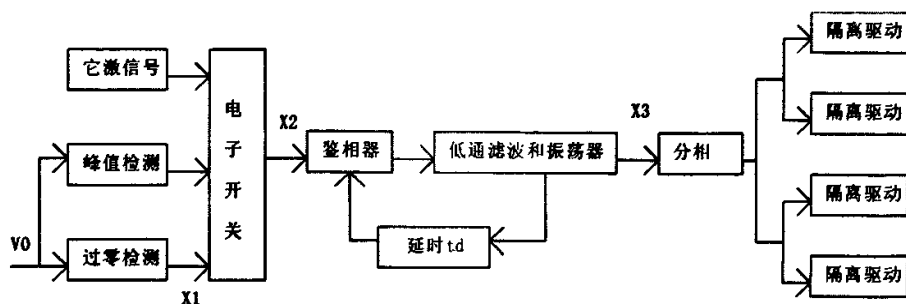 它激信号
峰值检测
V0
过零检测
X1
电子开关
X2
鉴相器
低通滤波和振荡器
延时td
X3
分相
隔离驱动
隔离驱动
隔离驱动
隔离驱动